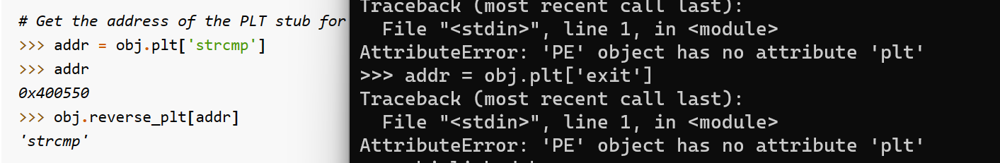 # Get the address of the PLT stub for
>>> addr = obj.plt['strcmp']
>>> addr
0x400550
>>> obj.reverse_plt[addr]
'strcmp'
Traceback (most recent call last):
  File "<stdin>", line 1, in <module>
AttributeError: 'PE' object has no attribute 'plt'
>>> addr = obj.plt['exit']
Traceback (most recent call last):
  File "<stdin>", line 1, in <module>
AttributeError: 'PE' object has no attribute 'plt'